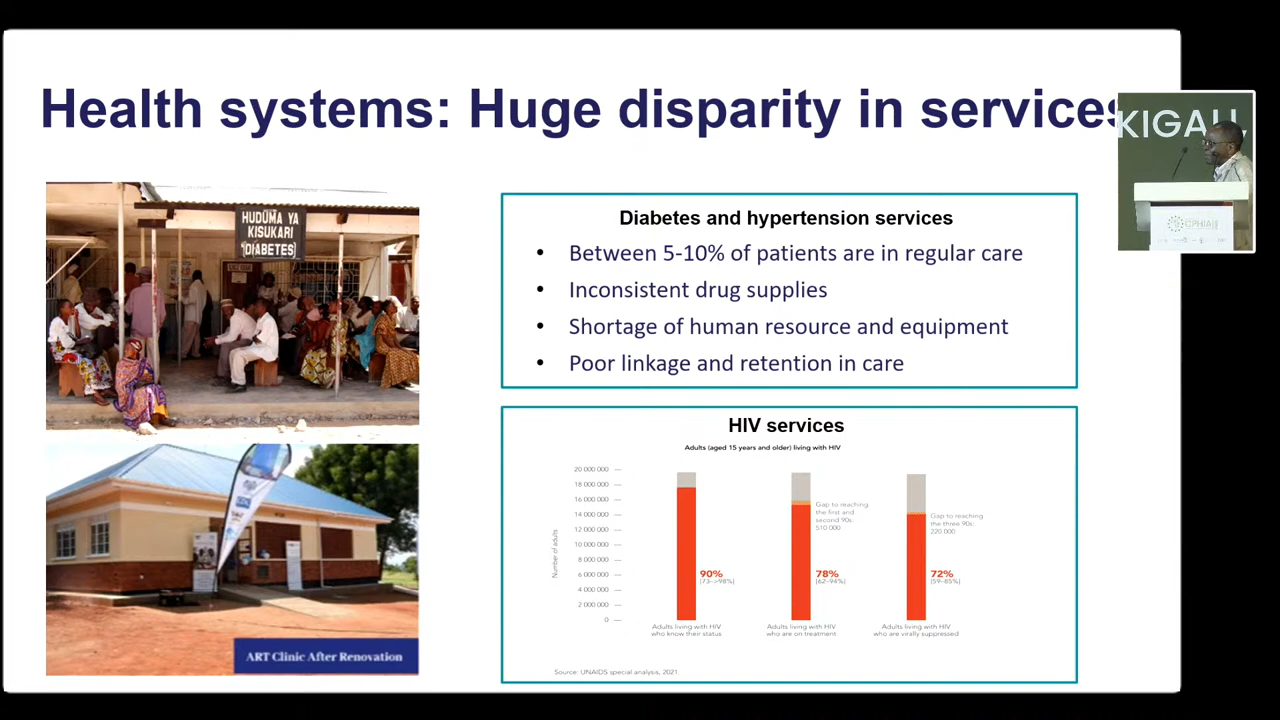 Health systems: Huge disparity in services
KIGALI
CPHIA
HUDUMA YA
KISUKARI
(DIABETES)
Diabetes and hypertension services
• Between 5-10% of patients are in regular care
• Inconsistent drug supplies
• Shortage of human resource and equipment
• Poor linkage and retention in care
ART Clinic After Renovation
HIV services
Adults (aged 15 years and older) living with HIV
Number of adults
20 000 000
18 000 000
16 000 000
14 000 000
12 000 000
10 000 000
8 000 000
6 000 000
4 000 000
2 000 000
0
90%
(73–>98%)
Adults living with HIV
who know their status
Gap to reaching
the first and
second 90s:
510 000
78%
(62–94%)
Adults living with HIV
who are on treatment
Gap to reaching
the three 90s:
220 000
72%
(59–85%)
Adults living with HIV
who are virally suppressed
Source: UNAIDS special analysis, 2021